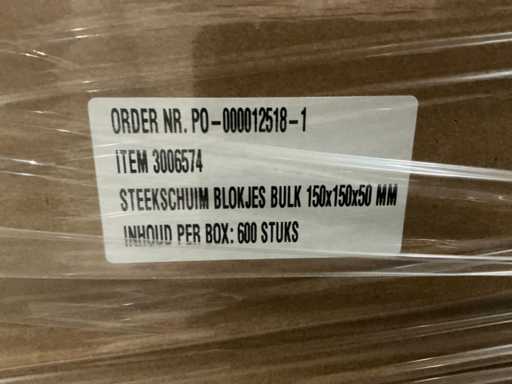 ORDER NR. PO-000012518-1
ITEM 3006574
STEEKSCHUIM BLOKJES BULK 150x150x50 MM
INHOUD PER BOX: 600 STUKS